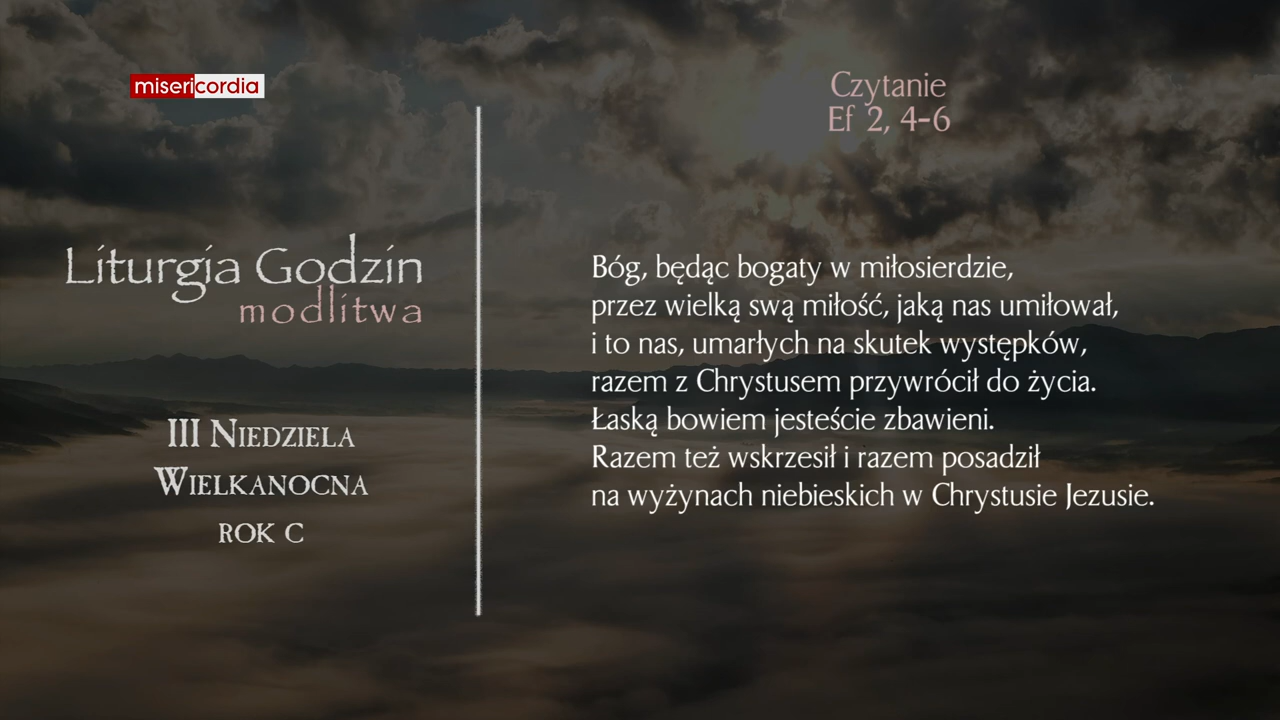 misericordia
Liturgia Godzin
modlitwa
III Niedziela
Wielkanocna
rok C
Czytanie
Ef 2, 4-6
Bóg, będąc bogaty w miłosierdzie,
przez wielką swą miłość, jaką nas umiłował,
i to nas, umarłych na skutek występków,
razem z Chrystusem przywrócił do życia.
Łaską bowiem jesteście zbawieni.
Razem też wskrzesił i razem posadził
na wyżynach niebieskich w Chrystusie Jezusie.